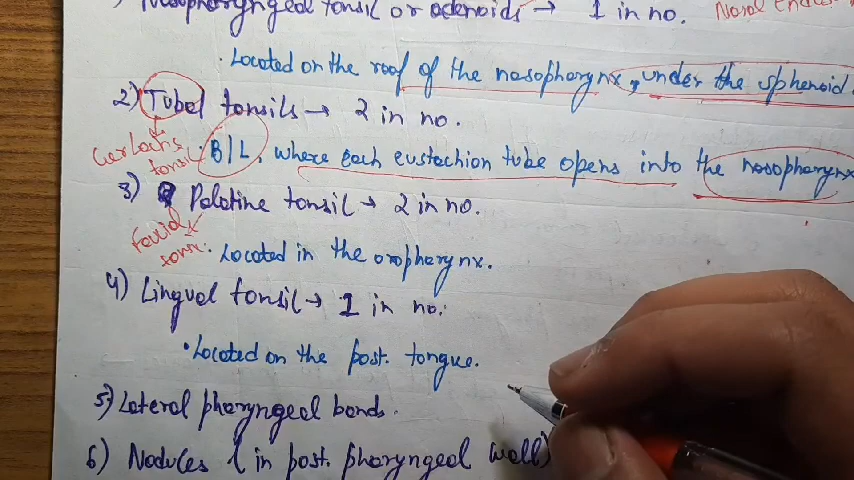 Nasopharyngeal tonsil or adenoids → 1 in no.
• Located on the roof of the nasopharynx, under the sphenoid.
2) Tubal tonsils → 2 in no.
Gerlach's tonsil
B/L, where each eustachion tube opens into the nasopharynx
3) Palatine tonsil → 2 in no.
Faucial tonsi
• Located in the oropharynx.
4) Lingual tonsil → 1 in no.
• Located on the post. tongue.
5) Lateral pharyngeal bands.
6) Nodules (in post. pharyngeal wall)